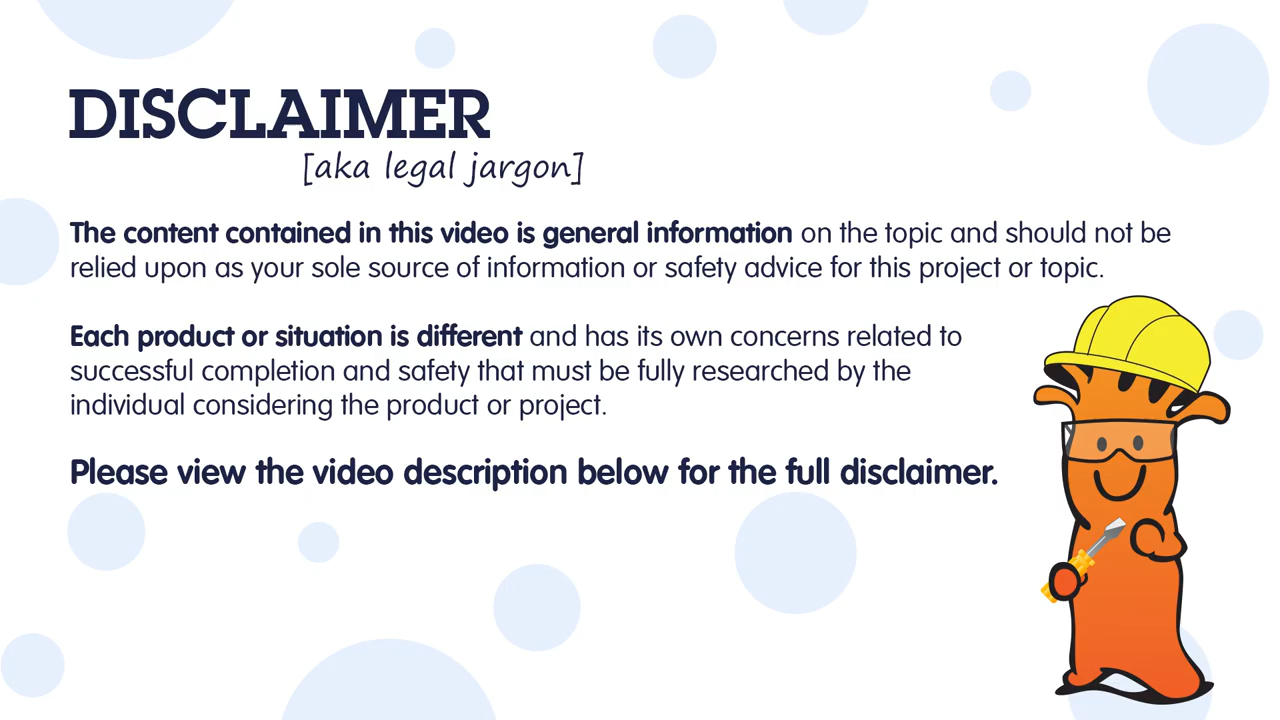 DISCLAIMER
[aka legal jargon]
The content contained in this video is general information on the topic and should not be
relied upon as your sole source of information or safety advice for this project or topic.
Each product or situation is different and has its own concerns related to
successful completion and safety that must be fully researched by the
individual considering the product or project.
Please view the video description below for the full disclaimer.